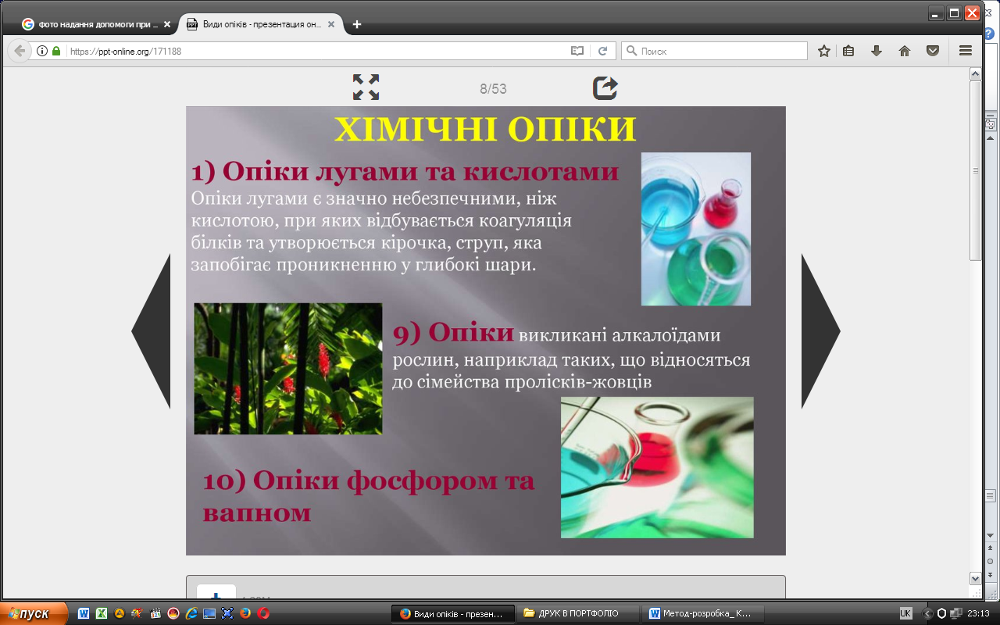 фото надання допомоги при ...
Види опіків - презентация он...
https://ppt-online.org/171188
Поиск
8/53
ХІМІЧНІ ОПІКИ
1) Опіки лугами та кислотами
Опіки лугами є значно небезпечними, ніж
кислотою, при яких відбувається коагуляція
білків та утворюється кірочка, струп, яка
запобігає проникненню у глибокі шари.
9) Опіки викликані алкалоїдами
рослин, наприклад таких, що відносяться
до сімейства пролісків-жовців
10) Опіки фосфором та
вапном
пуск
Види опіків - презен...
ДРУК В ПОРТФОЛІО
Метод-розробка_ К...
UK
23:13